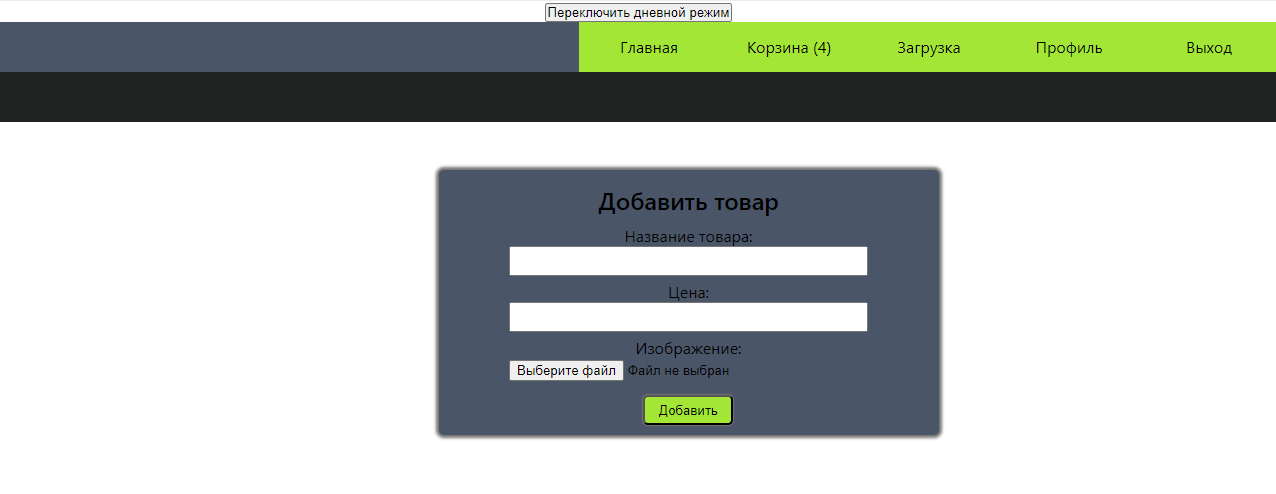 Переключить дневной режим
Главная Корзина (4) Загрузка Профиль Выход
Добавить товар
Название товара:
Цена:
Изображение:
Выберите файл Файл не выбран
Добавить